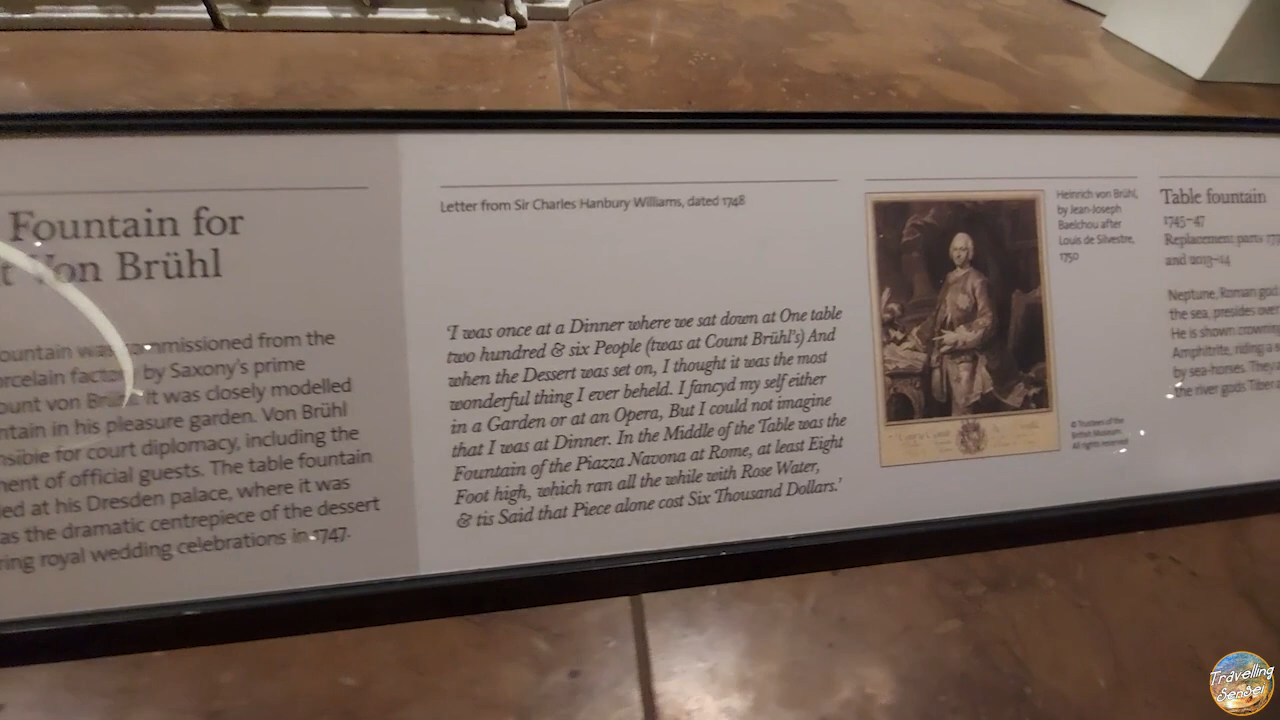 Fountain for
t Von Brühl
ountain was commissioned from the
orcelain factory by Saxony's prime
ount von Brühl. It was closely modelled
ntain in his pleasure garden. Von Brühl
nsible for court diplomacy, including the
ment of official guests. The table fountain
ed at his Dresden palace, where it was
as the dramatic centrepiece of the dessert
ring royal wedding celebrations in 1747.
Letter from Sir Charles Hanbury Williams, dated 1748
'I was once at a Dinner where we sat down at One table
two hundred & six People (twas at Count Brühl's) And
when the Dessert was set on, I thought it was the most
wonderful thing I ever beheld. I fancyd my self either
in a Garden or at an Opera, But I could not imagine
that I was at Dinner. In the Middle of the Table was the
Fountain of the Piazza Navona at Rome, at least Eight
Foot high, which ran all the while with Rose Water,
& tis Said that Piece alone cost Six Thousand Dollars.'
Heinrich von Brühl,
by Jean-Joseph
Baelchou after
Louis de Silvestre,
1750
© Trustees of the
British Museum.
All rights reserved
Table fountain
1745–47
Replacement parts 17
and 2013–14
Neptune, Roman god
the sea, presides over
He is shown crowning
Amphitrite, riding a s
by sea-horses. They
the river gods Tiber
Travelling
Sensei